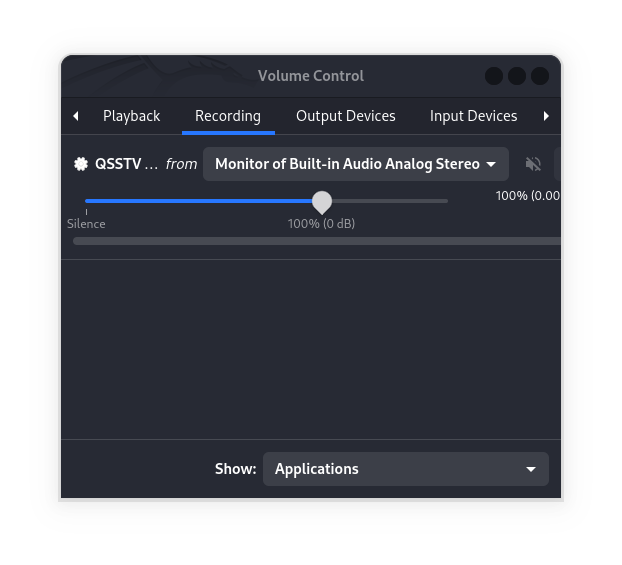 Volume Control
Playback Recording Output Devices Input Devices
QSSTV ... from Monitor of Built-in Audio Analog Stereo
100% (0.00
Silence 100% (0 dB)
Show: Applications